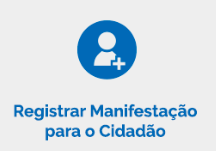 Registrar Manifestação
para o Cidadão